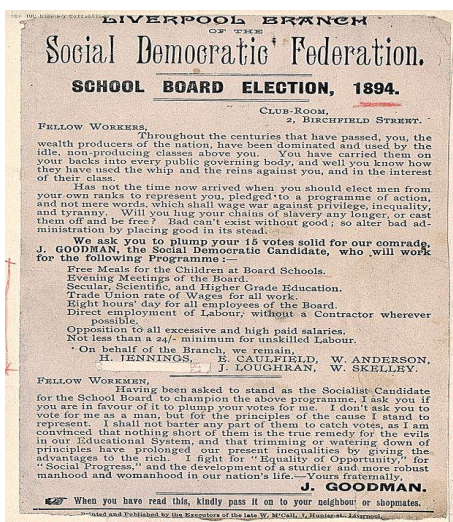 LIVERPOOL BRANCH
OF THE
Social Democratic Federation.
SCHOOL BOARD ELECTION, 1894.
CLUB-ROOM,
2, BIRCHFIELD STREET.
FELLOW WORKERS,
Throughout the centuries that have passed, you, the
wealth producers of the nation, have been dominated and used by the
idle, non-producing classes above you. You have carried them on
your backs into every public governing body, and well you know how
they have used the whip and the reins against you, and in the interest
of their class.
Has not the time now arrived when you should elect men from
your own ranks to represent you, pledged to a programme of action,
and not mere words, which shall wage war against privilege, inequality,
and tyranny. Will you hug your chains of slavery any longer, or cast
them off and be free? Bad can't exist without good; so alter bad ad-
ministration by placing good in its stead.
We ask you to plump your 15 votes solid for our comrade,
J. GOODMAN, the Social Democratic Candidate, who will work
for the following Programme:—
Free Meals for the Children at Board Schools.
Evening Meetings of the Board.
Secular, Scientific, and Higher Grade Education.
Trade Union rate of Wages for all work.
Eight hours' day for all employees of the Board.
Direct employment of Labour, without a Contractor wherever
possible.
Opposition to all excessive and high paid salaries.
Not less than a 24/- minimum for unskilled Labour.
On behalf of the Branch, we remain,
H. JENNINGS, E. CAULFIELD, W. ANDERSON,
J. LOUGHRAN, W. SKELLEY.
FELLOW WORKMEN,
Having been asked to stand as the Socialist Candidate
for the School Board to champion the above programme, I ask you if
you are in favour of it to plump your votes for me. I don't ask you to
vote for me as a man, but for the principles of the cause I stand to
represent. I shall not barter any part of them to catch votes, as I am
convinced that nothing short of them is the true remedy for the evils
in our Educational System, and that trimming or watering down of
principles have prolonged our present inequalities by giving the
advantages to the rich. I fight for "Equality of Opportunity," for
"Social Progress," and the development of a sturdier and more robust
manhood and womanhood in our nation's life.—Yours fraternally,
J. GOODMAN.
When you have read this, kindly pass it on to your neighbour or shopmates.
Printed and Published by the Executors of the late W. McCall, J, Hunter-st., Liverpool.